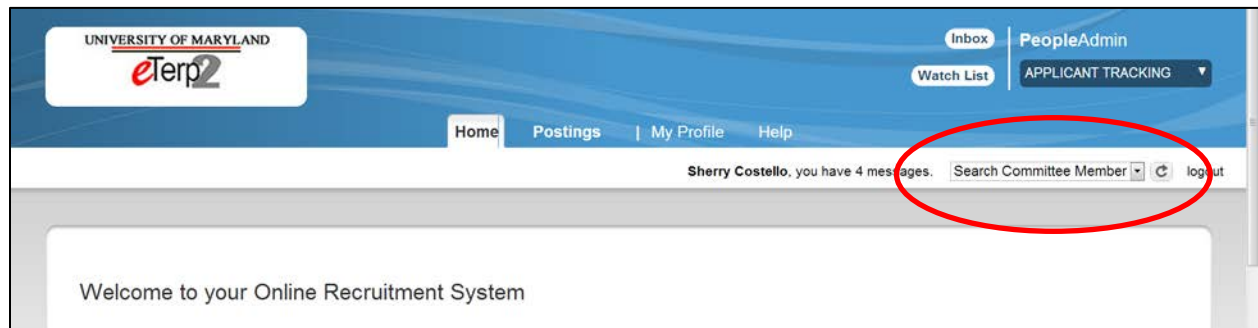 UNIVERSITY OF MARYLAND
eTerp2
Inbox
PeopleAdmin
Watch List
APPLICANT TRACKING
Home Postings | My Profile Help
Sherry Costello, you have 4 messages. Search Committee Member logout
Welcome to your Online Recruitment System